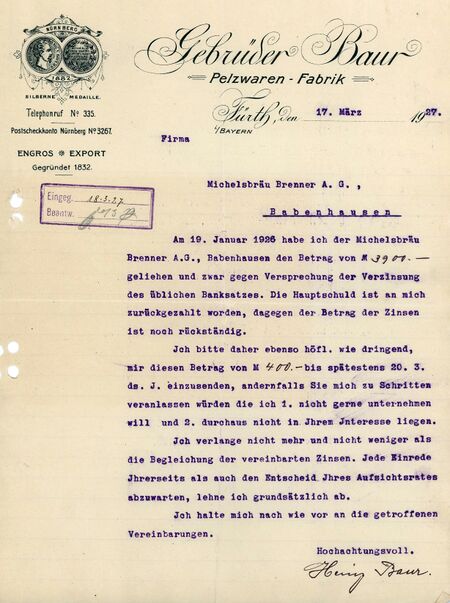 NÜRNBERG
1882
SILBERNE MEDAILLE.
Gebrüder Baur
Pelzwaren - Fabrik
Telephonruf Nº 335.
Postscheckkonto Nürnberg Nº 3267.
ENGROS ✻ EXPORT
Gegründet 1832.
Fürth, den 17. März 1927.
i/BAYERN
Firma
Michelsbräu Brenner A. G. ,
Babenhausen
Eingeg. 18.3.27
Beantw.
Am 19. Januar 1926 habe ich der Michelsbräu
Brenner A.G., Babenhausen den Betrag von M 3900.—
geliehen und zwar gegen Versprechung der Verzinsung
des üblichen Banksatzes. Die Hauptschuld ist an mich
zurückgezahlt worden, dagegen der Betrag der Zinsen
ist noch rückständig.
Ich bitte daher ebenso höfl. wie dringend,
mir diesen Betrag von M 400.— bis spätestens 20. 3.
ds. J. einzusenden, andernfalls Sie mich zu Schritten
veranlassen würden die ich 1. nicht gerne unternehmen
will und 2. durchaus nicht in Jhrem Jnteresse liegen.
Ich verlange nicht mehr und nicht weniger als
die Begleichung der vereinbarten Zinsen. Jede Einrede
Jhrerseits als auch den Entscheid Jhres Aufsichtsrates
abzuwarten, lehne ich grundsätzlich ab.
Jch halte mich nach wie vor an die getroffenen
Vereinbarungen.
Hochachtungsvoll.
Heinz Baur.